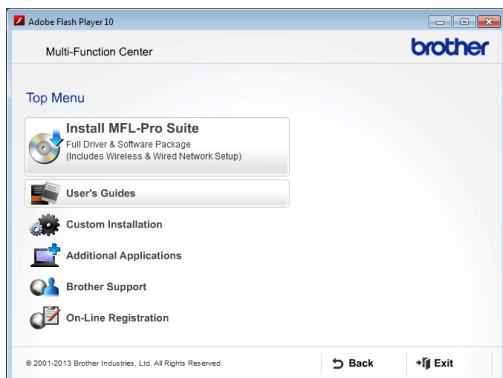 Adobe Flash Player 10
Multi-Function Center
brother
Top Menu
Install MFL-Pro Suite
Full Driver & Software Package
(Includes Wireless & Wired Network Setup)
User's Guides
Custom Installation
Additional Applications
Brother Support
On-Line Registration
© 2001-2013 Brother Industries, Ltd. All Rights Reserved.
Back
Exit